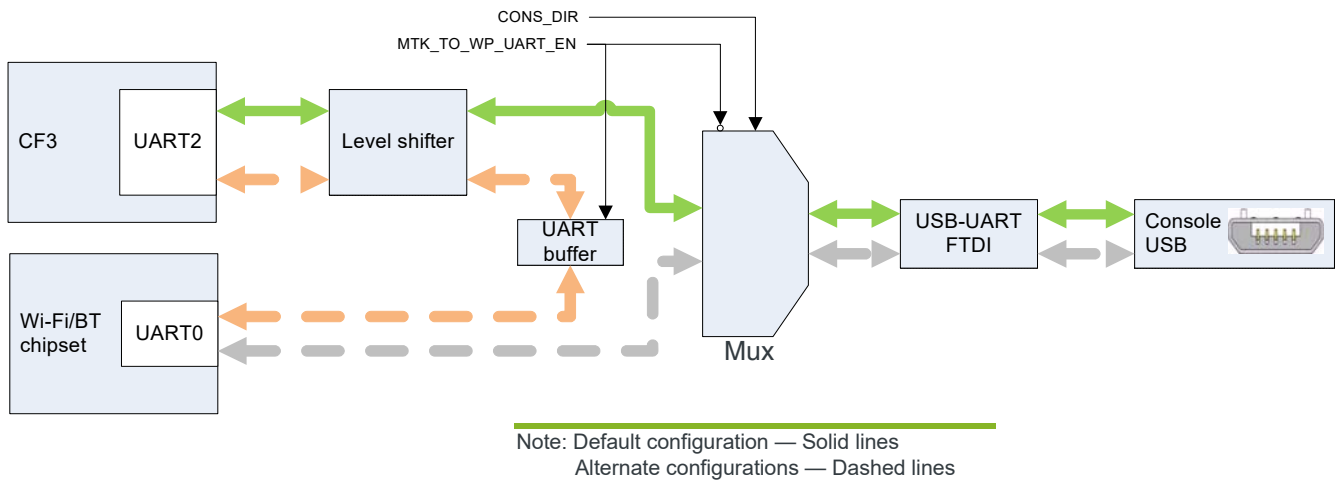 CONS_DIR
MTK_TO_WP_UART_EN
CF3
UART2
Level shifter
UART
buffer
USB-UART
FTDI
Console
USB
Wi-Fi/BT
chipset
UART0
Mux
Note: Default configuration — Solid lines
Alternate configurations — Dashed lines